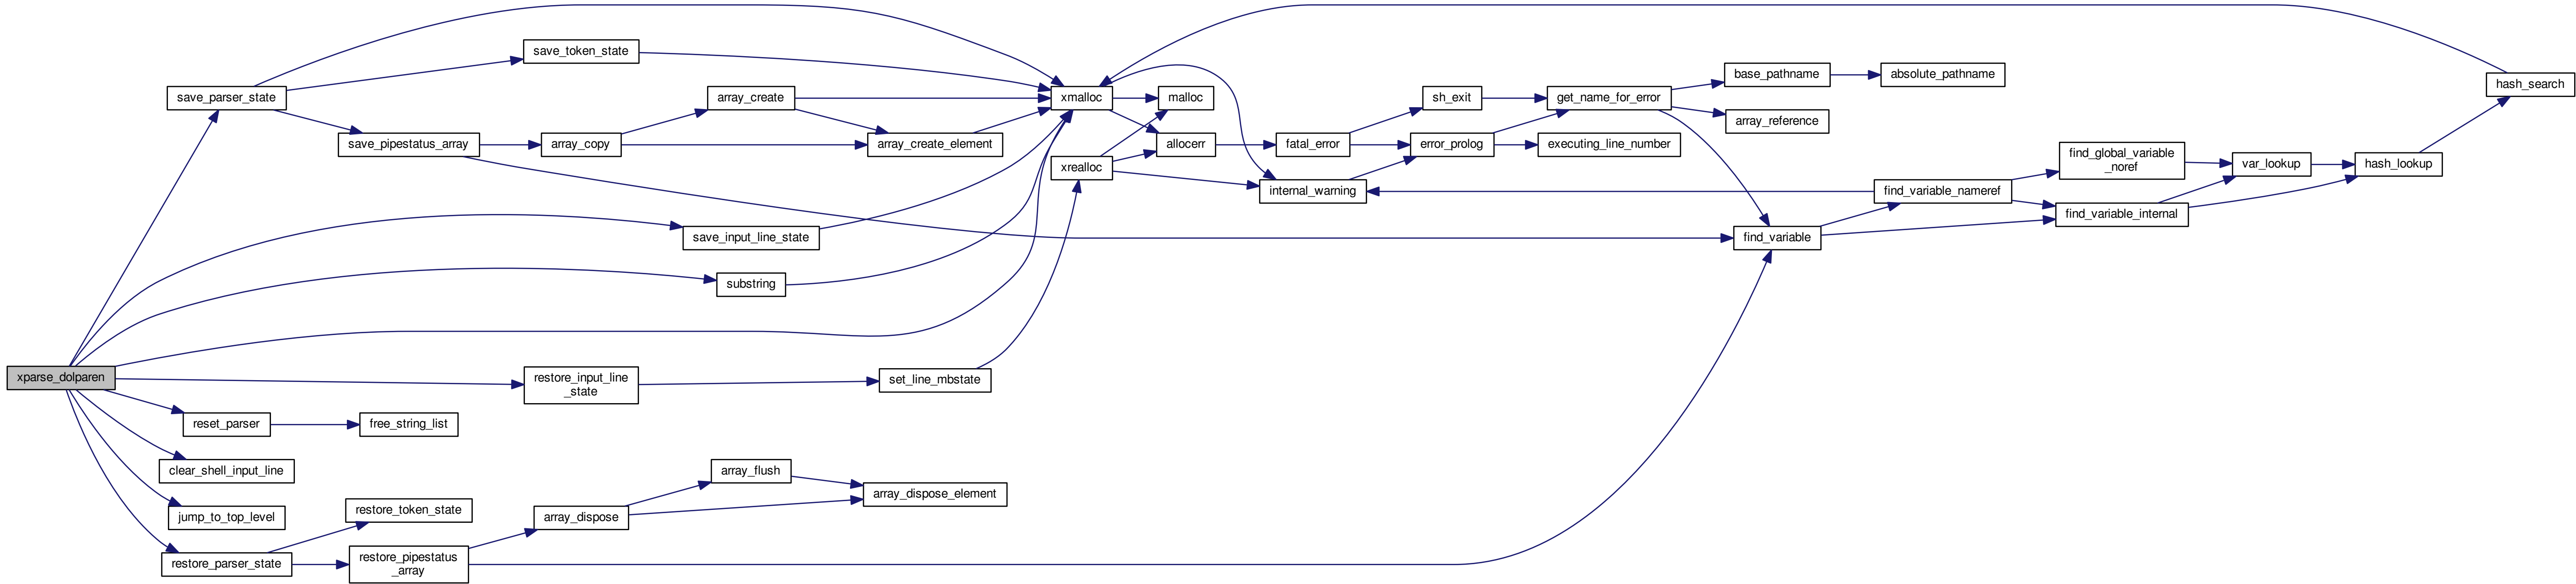 xparse_dolparen
save_parser_state
save_token_state
save_pipestatus_array
array_copy
array_create
array_create_element
save_input_line_state
substring
restore_input_line
_state
set_line_mbstate
reset_parser
free_string_list
clear_shell_input_line
jump_to_top_level
restore_parser_state
restore_token_state
restore_pipestatus
_array
array_dispose
array_flush
array_dispose_element
xmalloc
xrealloc
malloc
allocerr
internal_warning
fatal_error
sh_exit
error_prolog
get_name_for_error
executing_line_number
base_pathname
absolute_pathname
array_reference
find_variable
find_variable_nameref
find_global_variable
_noref
find_variable_internal
var_lookup
hash_lookup
hash_search